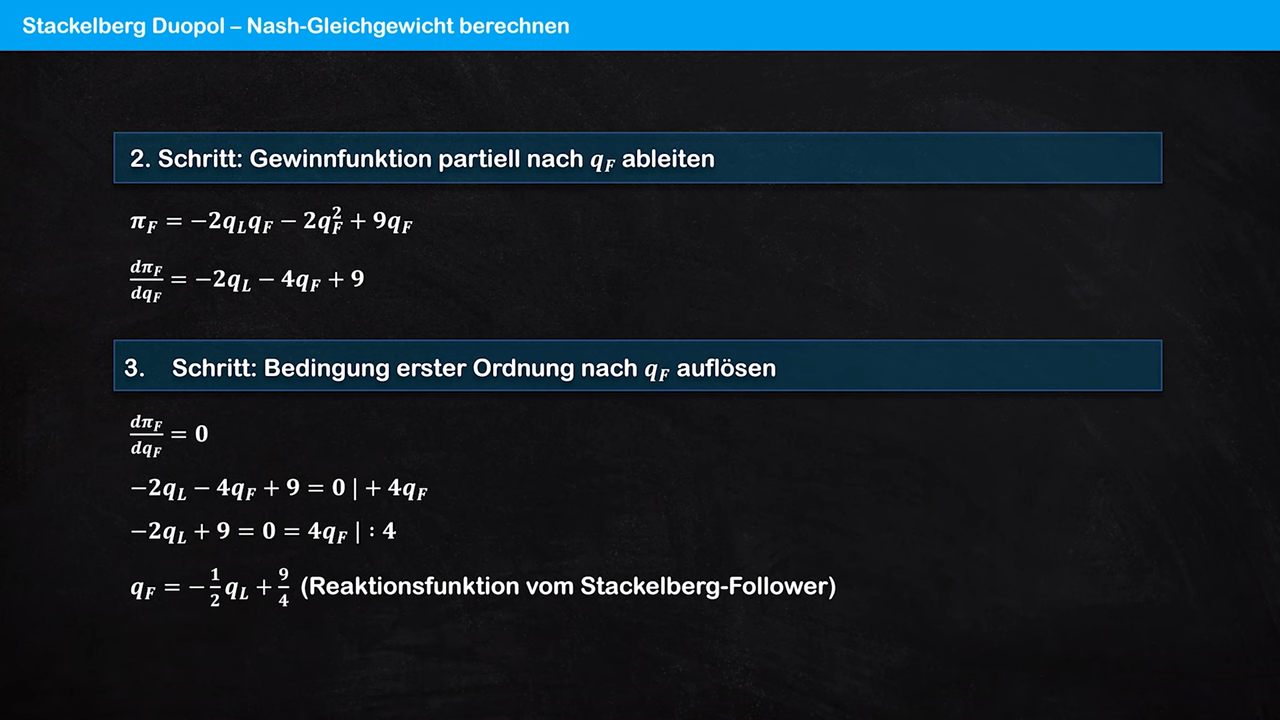 Stackelberg Duopol – Nash-Gleichgewicht berechnen
2. Schritt: Gewinnfunktion partiell nach q_F ableiten
π_F = −2q_Lq_F − 2q_F^2 + 9q_F
dπ_F/dq_F = −2q_L − 4q_F + 9
3. Schritt: Bedingung erster Ordnung nach q_F auflösen
dπ_F/dq_F = 0
−2q_L − 4q_F + 9 = 0 | + 4q_F
−2q_L + 9 = 0 = 4q_F | : 4
q_F = −1/2 q_L + 9/4 (Reaktionsfunktion vom Stackelberg-Follower)